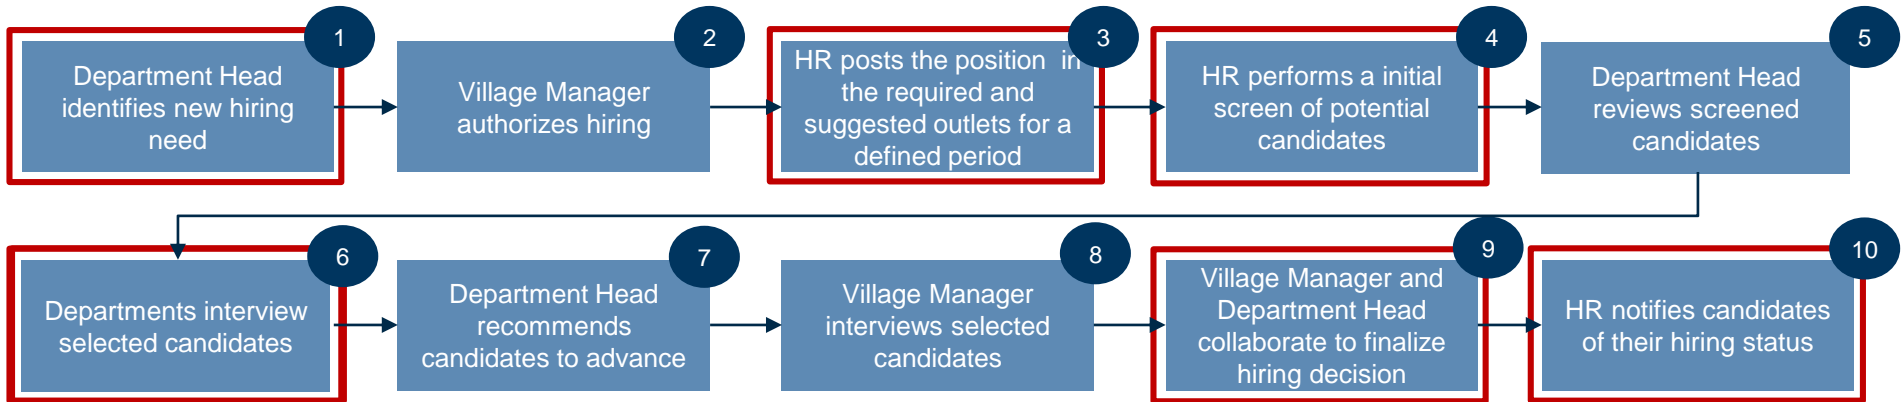 1
Department Head
identifies new hiring
need
2
Village Manager
authorizes hiring
3
HR posts the position in
the required and
suggested outlets for a
defined period
4
HR performs a initial
screen of potential
candidates
5
Department Head
reviews screened
candidates
6
Departments interview
selected candidates
7
Department Head
recommends
candidates to advance
8
Village Manager
interviews selected
candidates
9
Village Manager and
Department Head
collaborate to finalize
hiring decision
10
HR notifies candidates
of their hiring status